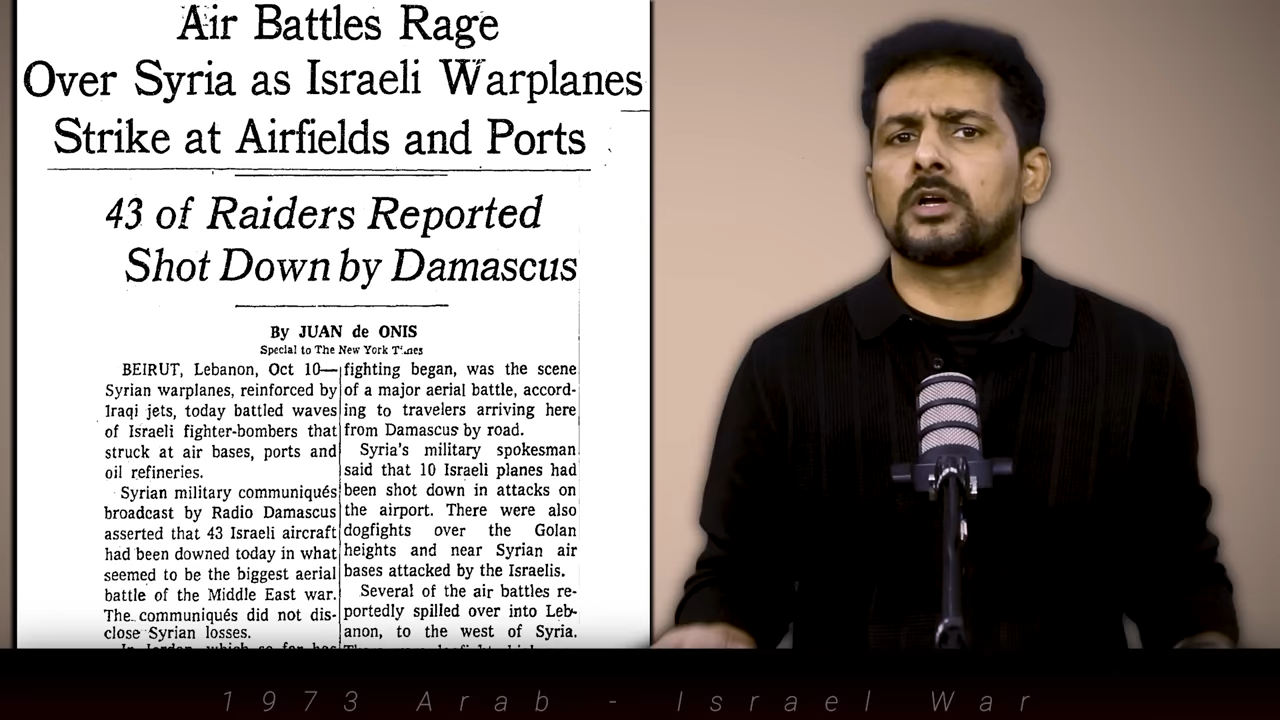 Air Battles Rage
Over Syria as Israeli Warplanes
Strike at Airfields and Ports
43 of Raiders Reported
Shot Down by Damascus
By JUAN de ONIS
Special to The New York
BEIRUT, Lebanon, Oct 10—
Syrian warplanes, reinforced by
Iraqi jets, today battled waves
of Israeli fighter-bombers that
struck at air bases, ports and
oil refineries.
Syrian military communiqués
broadcast by Radio Damascus
asserted that 43 Israeli aircraft
had been downed today in what
seemed to be the biggest aerial
battle of the Middle East war.
The communiqués did not dis-
close Syrian losses.
fighting began, was the scene
of a major aerial battle, accord-
ing to travelers arriving here
from Damascus by road.
Syria's military spokesman
said that 10 Israeli planes had
been shot down in attacks on
the airport. There were also
dogfights over the Golan
heights and near Syrian air
bases attacked by the Israelis.
Several of the air battles re-
portedly spilled over into Leb-
anon, to the west of Syria.
1973 Arab - Israel War